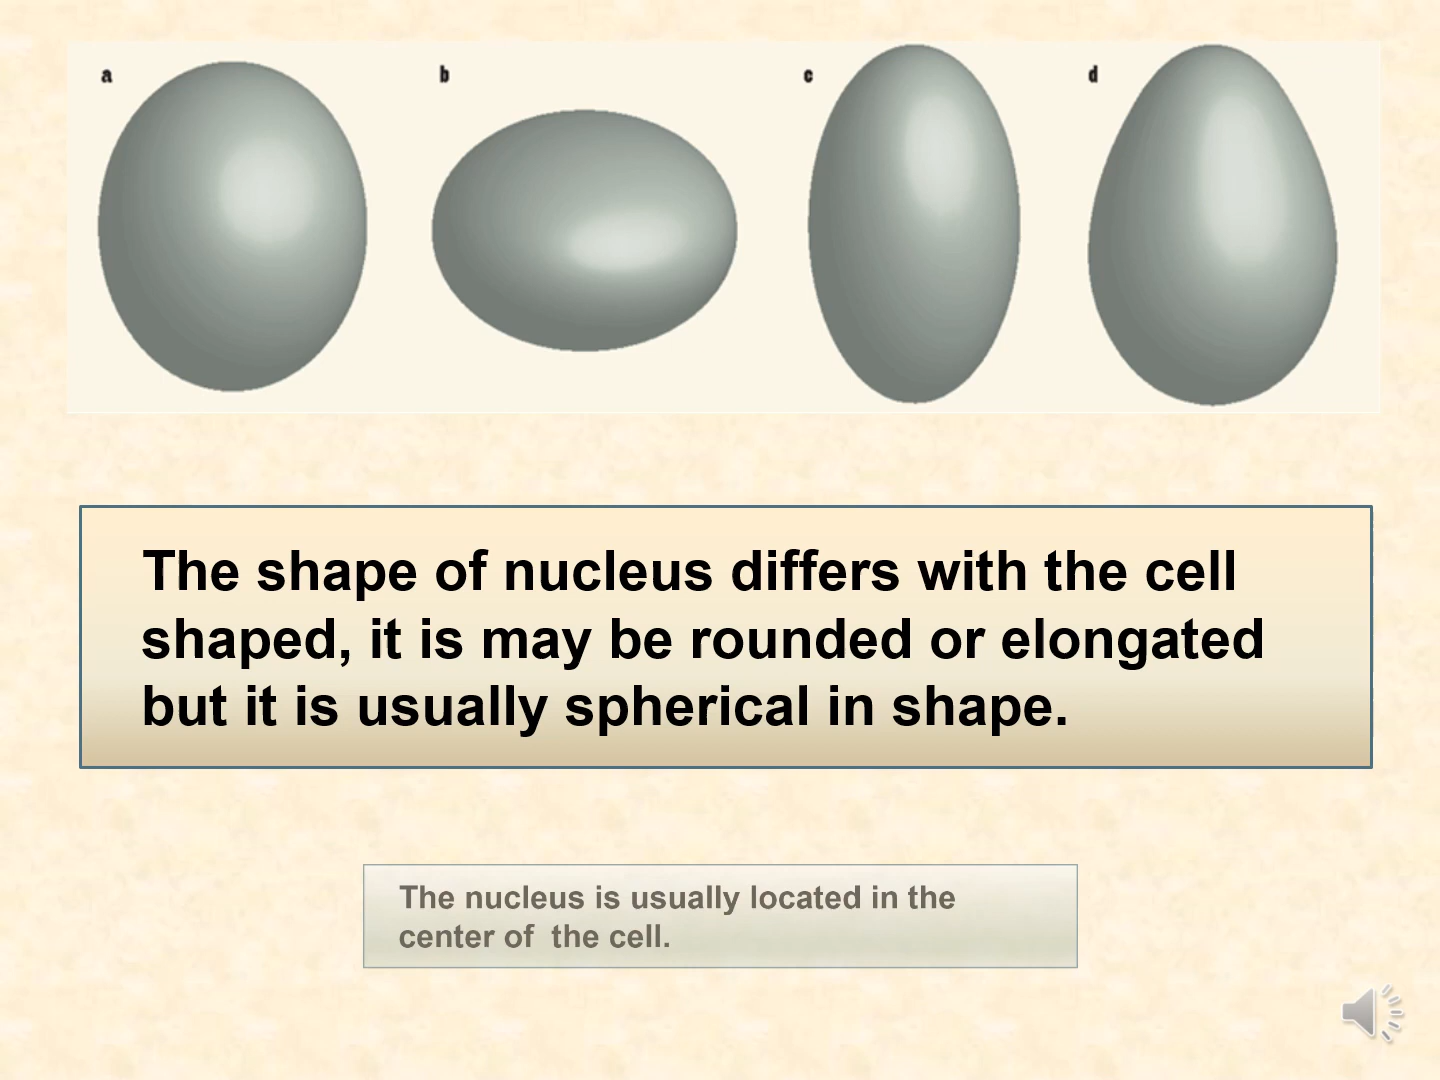 a b c d
The shape of nucleus differs with the cell
shaped, it is may be rounded or elongated
but it is usually spherical in shape.
The nucleus is usually located in the
center of  the cell.